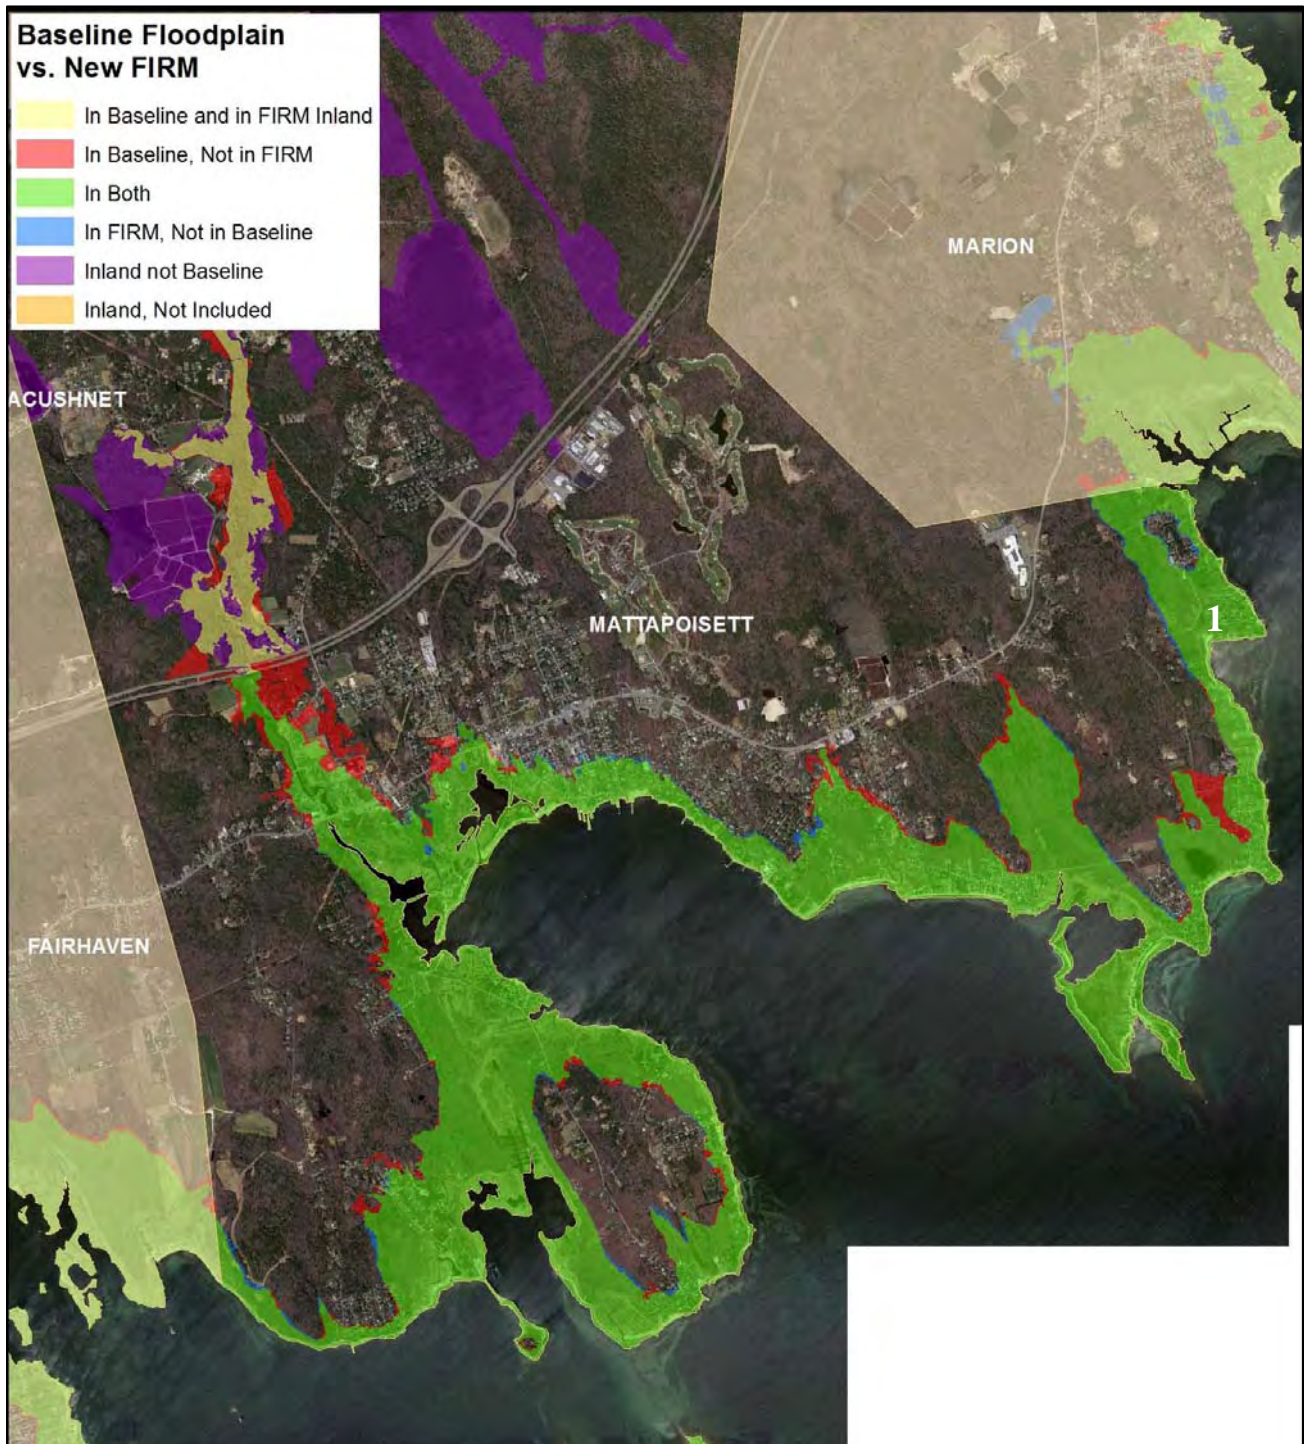 Baseline Floodplain
vs. New FIRM
In Baseline and in FIRM Inland
In Baseline, Not in FIRM
In Both
In FIRM, Not in Baseline
Inland not Baseline
Inland, Not Included
MARION
ACUSHNET
MATTAPOISETT
1
FAIRHAVEN